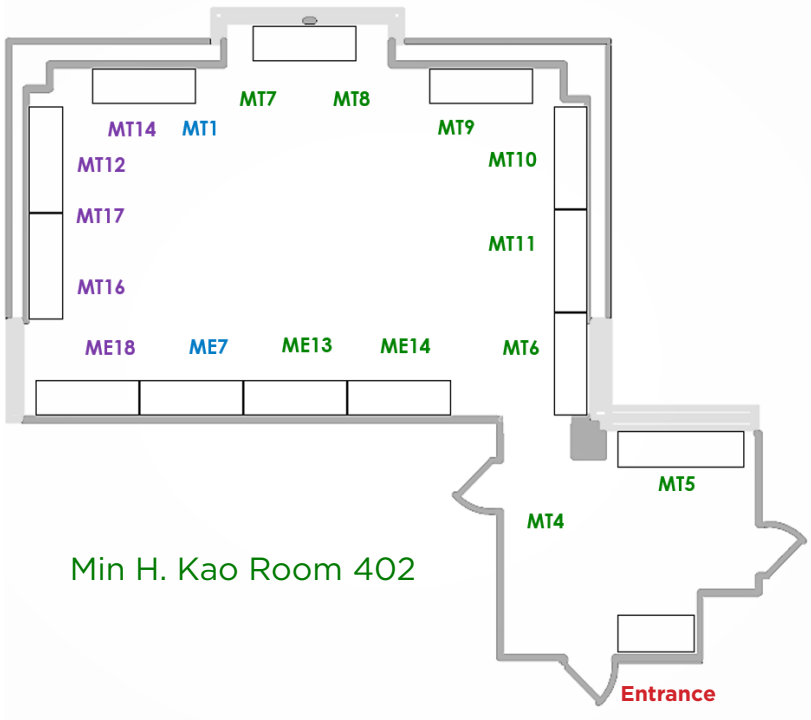 MT7 MT8
MT14 MT1 MT9
MT12 MT10
MT17
MT11
MT16
ME18 ME7 ME13 ME14 MT6
MT5
MT4
Min H. Kao Room 402
Entrance